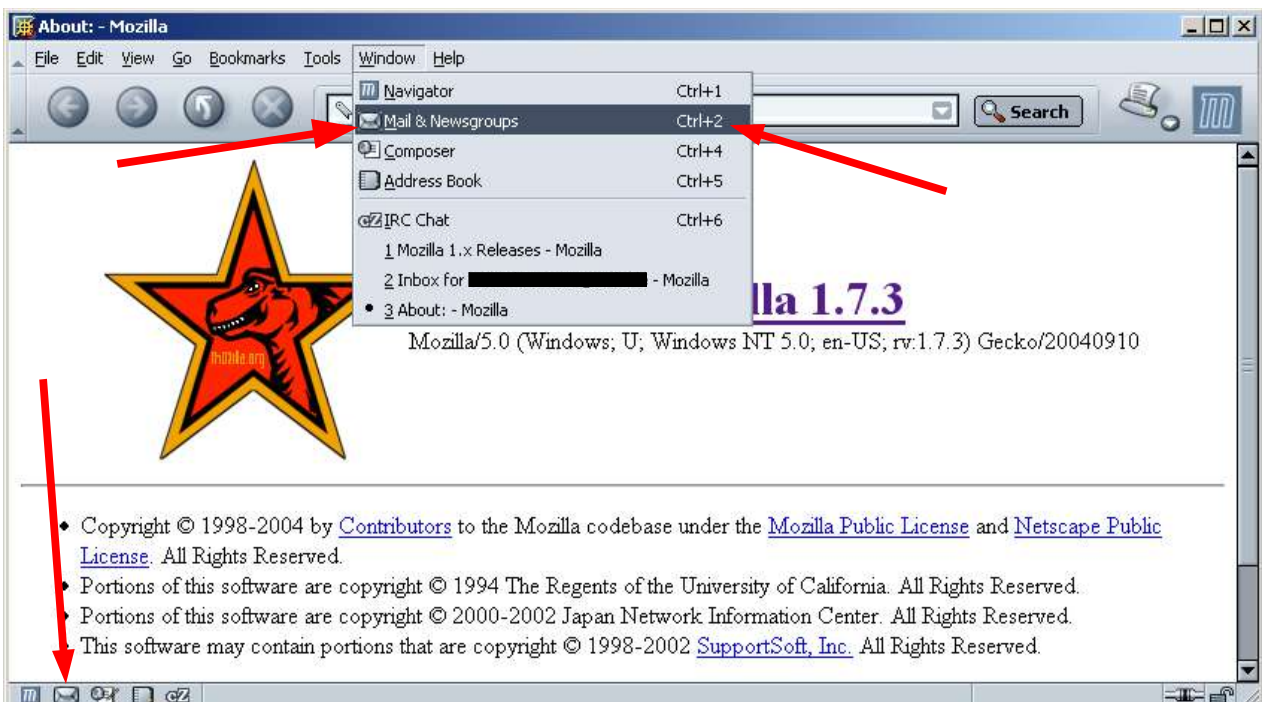 About: - Mozilla
File Edit View Go Bookmarks Tools Window Help
Navigator Ctrl+1
Mail & Newsgroups Ctrl+2
Search
Composer Ctrl+4
Address Book Ctrl+5
IRC Chat Ctrl+6
1 Mozilla 1.x Releases - Mozilla
2 Inbox for - Mozilla
3 About: - Mozilla
lla 1.7.3
Mozilla/5.0 (Windows; U; Windows NT 5.0; en-US; rv:1.7.3) Gecko/20040910
mozilla.org
• Copyright © 1998-2004 by Contributors to the Mozilla codebase under the Mozilla Public License and Netscape Public
License. All Rights Reserved.
• Portions of this software are copyright © 1994 The Regents of the University of California. All Rights Reserved.
• Portions of this software are copyright © 2000-2002 Japan Network Information Center. All Rights Reserved.
• This software may contain portions that are copyright © 1998-2002 SupportSoft, Inc. All Rights Reserved.